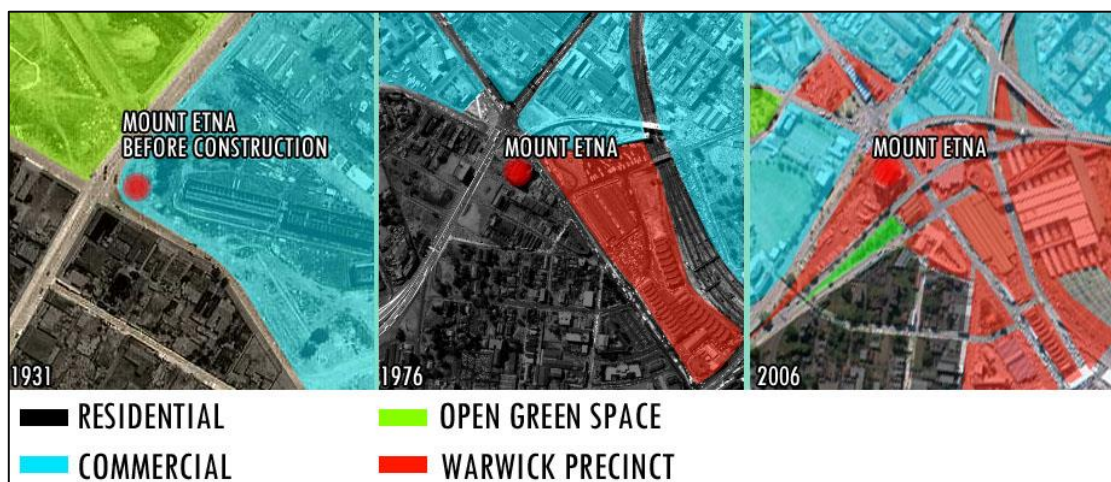 MOUNT ETNA
BEFORE CONSTRUCTION
MOUNT ETNA
MOUNT ETNA
1931
1976
2006
RESIDENTIAL
OPEN GREEN SPACE
COMMERCIAL
WARWICK PRECINCT